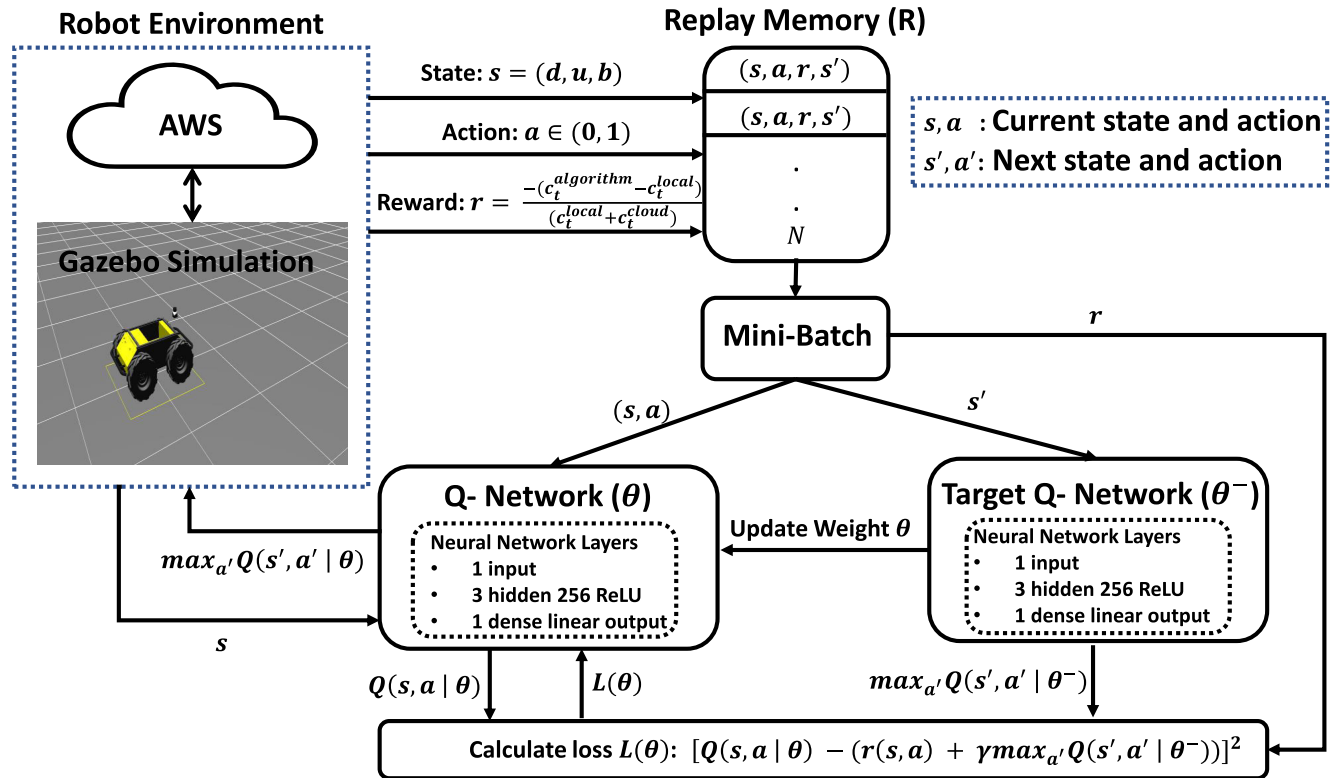 Robot Environment
AWS
Gazebo Simulation
State: s = (d, u, b)
Action: a ∈ (0, 1)
Reward: r = −(c_t^{algorithm} −c_t^{local}) / (c_t^{local}+c_t^{cloud})
Replay Memory (R)
(s, a, r, s′)
(s, a, r, s′)
.
.
N
s, a : Current state and action
s′, a′: Next state and action
Mini-Batch
r
(s, a)
s′
Q- Network (θ)
Neural Network Layers
• 1 input
• 3 hidden 256 ReLU
• 1 dense linear output
Update Weight θ
Target Q- Network (θ⁻)
Neural Network Layers
• 1 input
• 3 hidden 256 ReLU
• 1 dense linear output
max_{a′}Q(s′, a′ | θ)
s
Q(s, a | θ)
L(θ)
max_{a′}Q(s′, a′ | θ⁻)
Calculate loss L(θ): [Q(s, a | θ) − (r(s, a) + γmax_{a′}Q(s′, a′ | θ⁻))]²